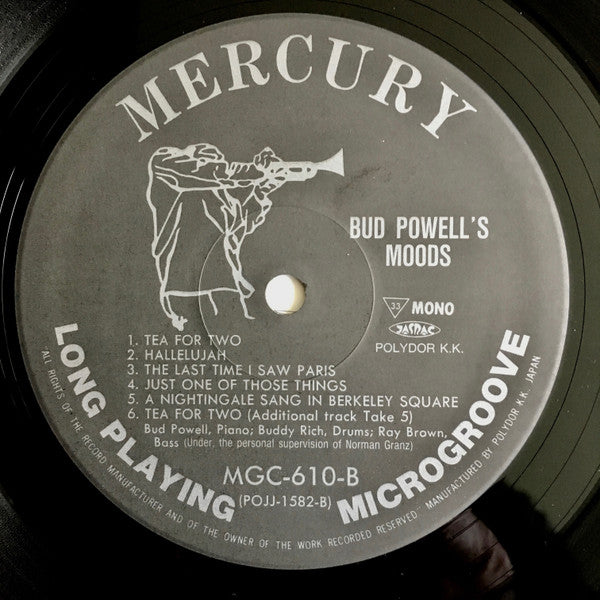 MERCURY
BUD POWELL'S
MOODS
33 MONO
JASRAC
POLYDOR K.K.
1. TEA FOR TWO
2. HALLELUJAH
3. THE LAST TIME I SAW PARIS
4. JUST ONE OF THOSE THINGS
5. A NIGHTINGALE SANG IN BERKELEY SQUARE
6. TEA FOR TWO (Additional track Take 5)
Bud Powell, Piano; Buddy Rich, Drums; Ray Brown,
Bass (Under, the personal supervision of Norman Granz)
MGC-610-B
(POJJ-1582-B)
LONG PLAYING MICROGROOVE
"ALL RIGHTS OF THE RECORD MANUFACTURER AND OF THE OWNER OF THE WORK RECORDED RESERVED" MANUFACTURED BY POLYDOR K.K. JAPAN